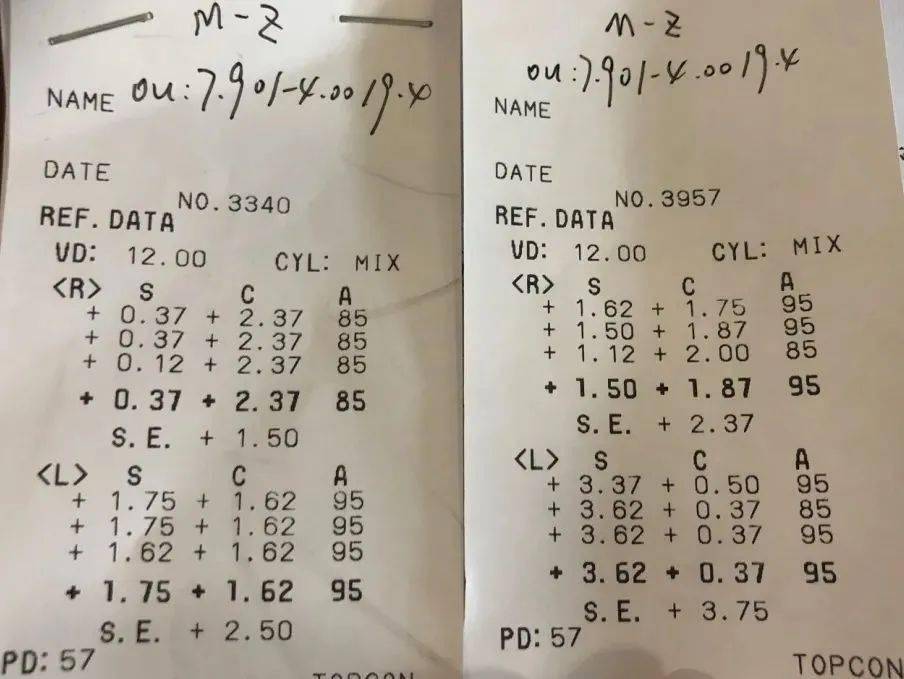 M-Z
NAME OU:7.901-4.0019.4
DATE
NO.3340
REF. DATA
VD: 12.00 CYL: MIX
<R> S C A
+ 0.37 + 2.37 85
+ 0.37 + 2.37 85
+ 0.12 + 2.37 85
+ 0.37 + 2.37 85
S.E. + 1.50
<L> S C A
+ 1.75 + 1.62 95
+ 1.75 + 1.62 95
+ 1.62 + 1.62 95
+ 1.75 + 1.62 95
S.E. + 2.50
PD: 57
TOPCON
M-Z
OU:7.901-4.0019.4
NAME
DATE
NO.3957
REF. DATA
VD: 12.00 CYL: MIX
<R> S C A
+ 1.62 + 1.75 95
+ 1.50 + 1.87 95
+ 1.12 + 2.00 85
+ 1.50 + 1.87 95
S.E. + 2.37
<L> S C A
+ 3.37 + 0.50 95
+ 3.62 + 0.37 85
+ 3.62 + 0.37 95
+ 3.62 + 0.37 95
S.E. + 3.75
PD: 57
TOPCON